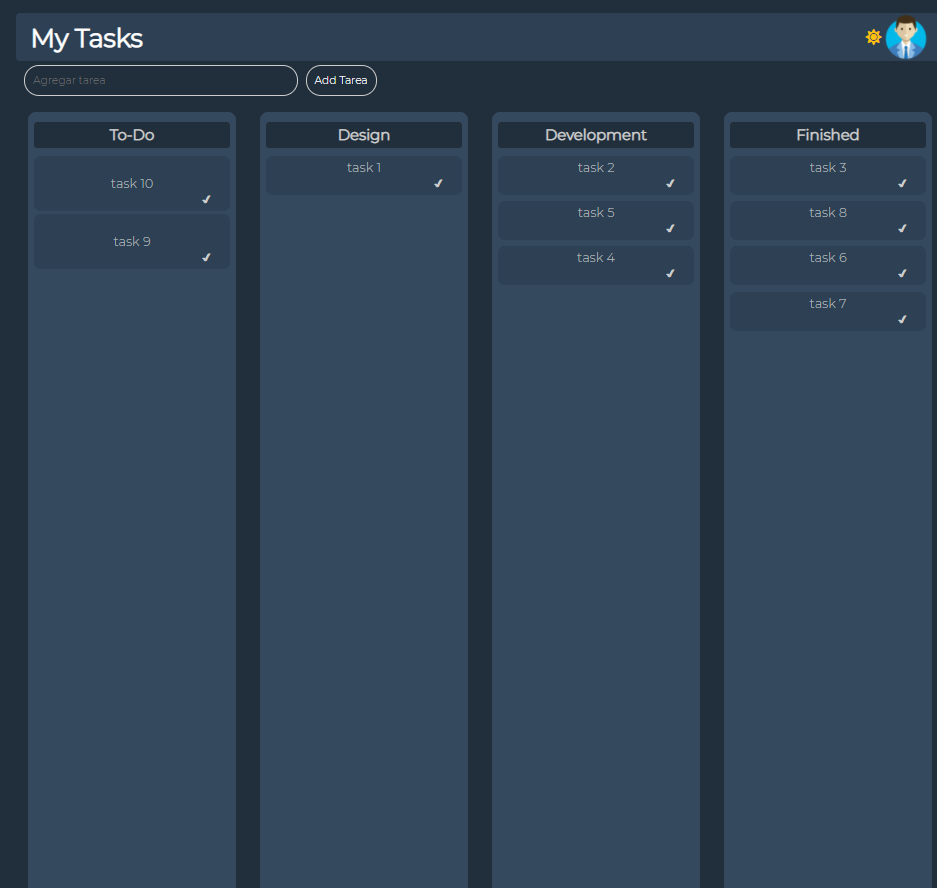 My Tasks
Agregar tarea
Add Tarea
To-Do
task 10
task 9
Design
task 1
Development
task 2
task 5
task 4
Finished
task 3
task 8
task 6
task 7